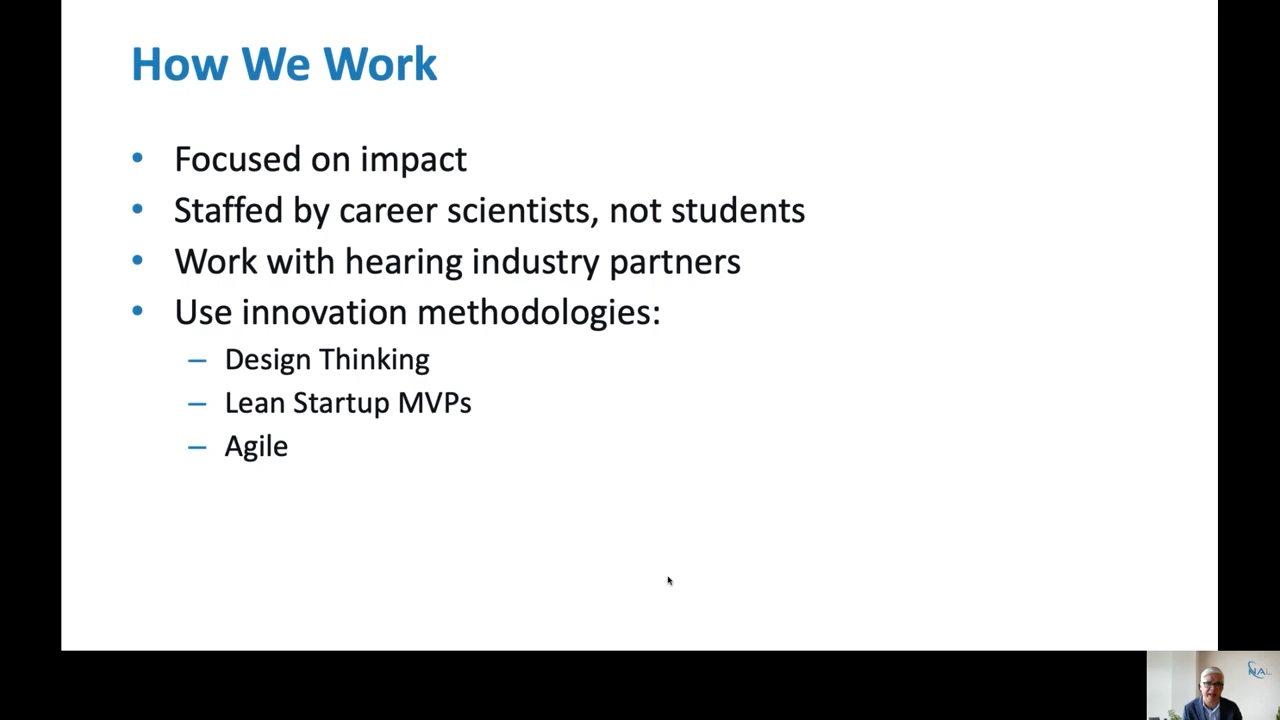 How We Work
• Focused on impact
• Staffed by career scientists, not students
• Work with hearing industry partners
• Use innovation methodologies:
– Design Thinking
– Lean Startup MVPs
– Agile
NAL